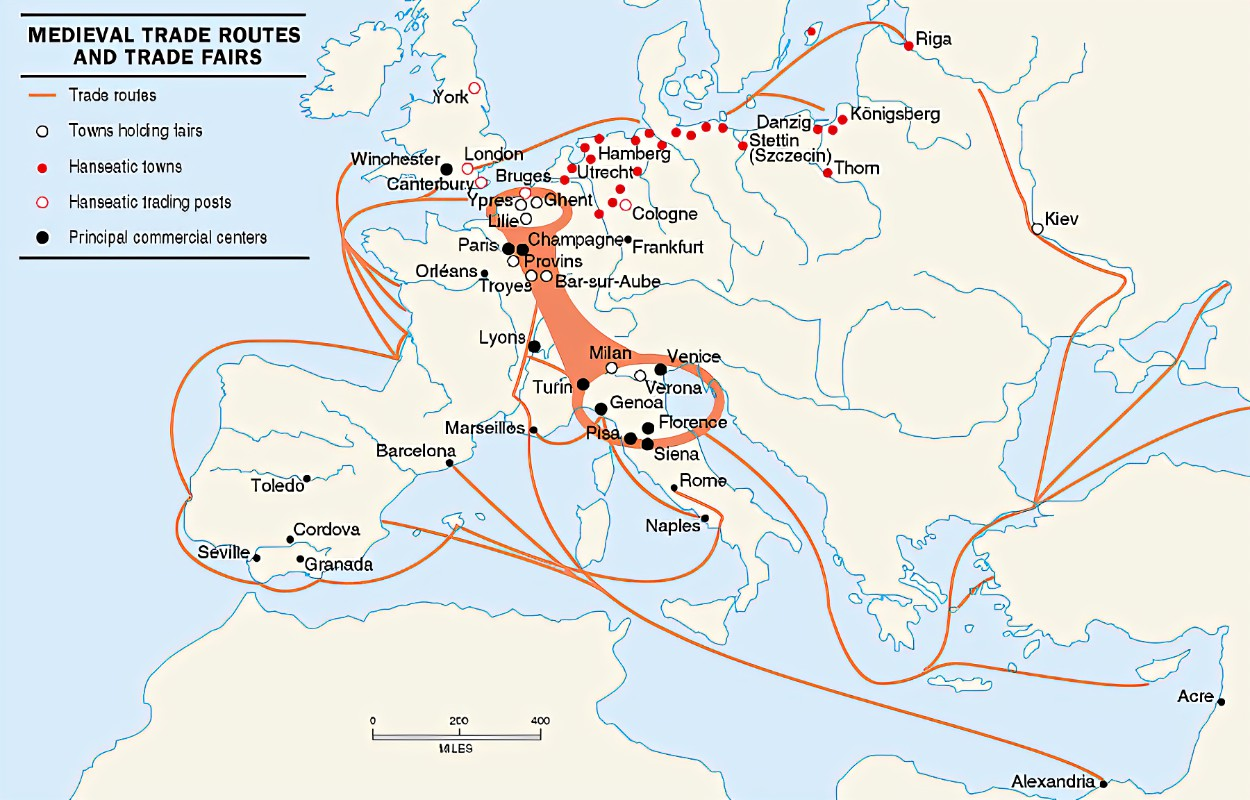 MEDIEVAL TRADE ROUTES
AND TRADE FAIRS
Trade routes
Towns holding fairs
Hanseatic towns
Hanseatic trading posts
Principal commercial centers
Riga
York
Königsberg
Danzig
Stettin
(Szczecin)
Thorn
Winchester
London
Hamberg
Canterbury
Bruges
Utrecht
Ypres
Ghent
Cologne
Lilie
Kiev
Paris
Champagne
Frankfurt
Provins
Orléans
Troyes
Bar-sur-Aube
Lyons
Milan
Venice
Turin
Verona
Genoa
Marseillos
Pisa
Florence
Barcelona
Siena
Toledo
Rome
Naples
Cordova
Seville
Granada
Acre
0 200 400
MILES
Alexandria